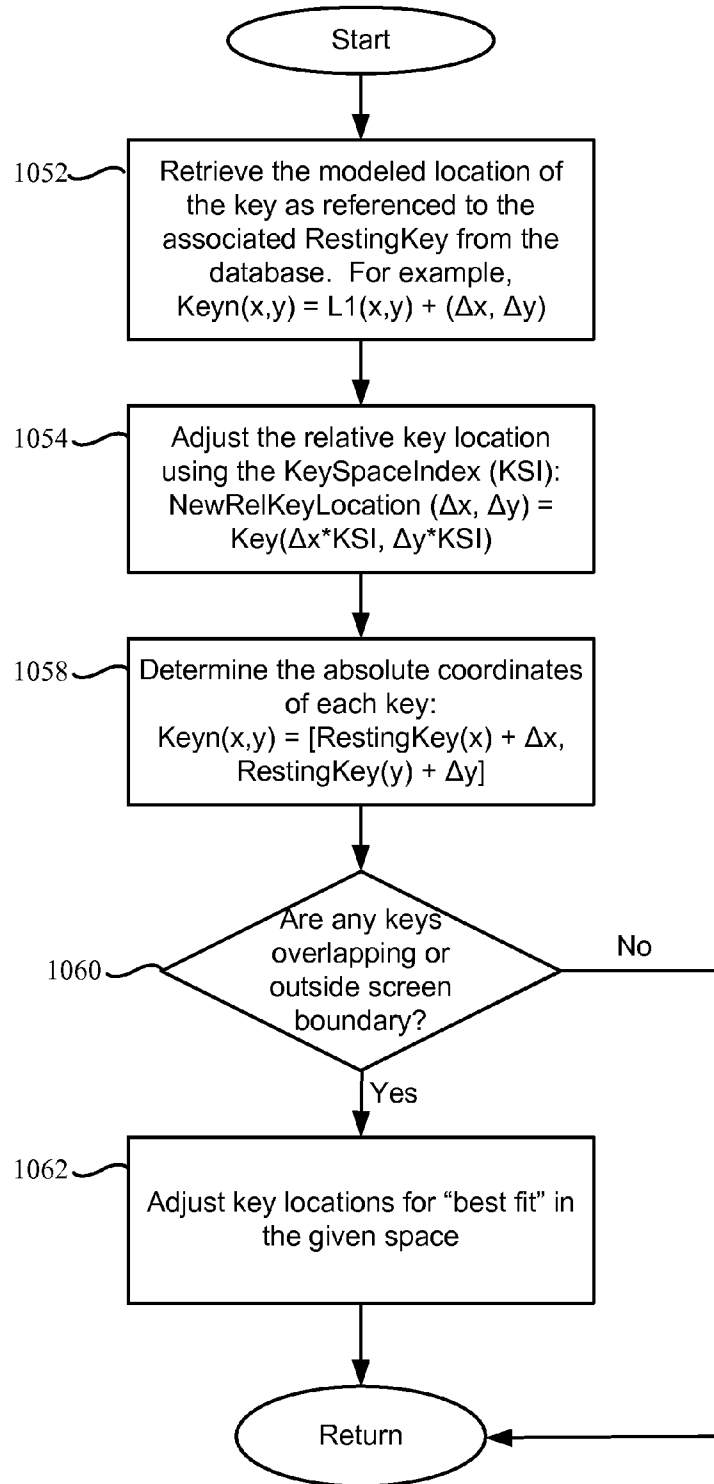 Start
1052
Retrieve the modeled location of
the key as referenced to the
associated RestingKey from the
database.  For example,
Keyn(x,y) = L1(x,y) + (Δx, Δy)
1054
Adjust the relative key location
using the KeySpaceIndex (KSI):
NewRelKeyLocation (Δx, Δy) =
Key(Δx*KSI, Δy*KSI)
1058
Determine the absolute coordinates
of each key:
Keyn(x,y) = [RestingKey(x) + Δx,
RestingKey(y) + Δy]
1060
Are any keys
overlapping or
outside screen
boundary?
No
Yes
1062
Adjust key locations for “best fit” in
the given space
Return